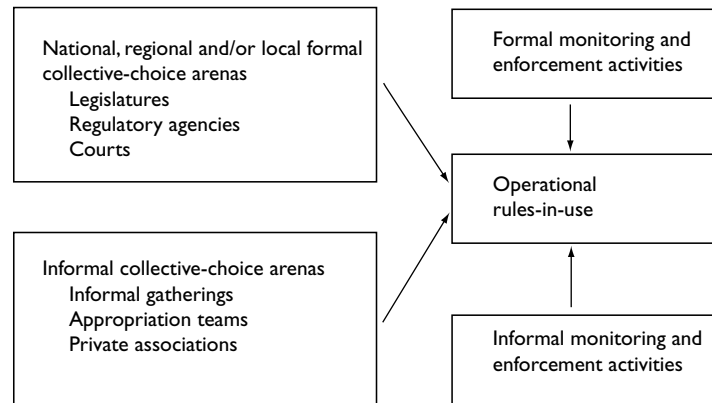 National, regional and/or local formal
collective-choice arenas
Legislatures
Regulatory agencies
Courts
Formal monitoring and
enforcement activities
Operational
rules-in-use
Informal collective-choice arenas
Informal gatherings
Appropriation teams
Private associations
Informal monitoring and
enforcement activities